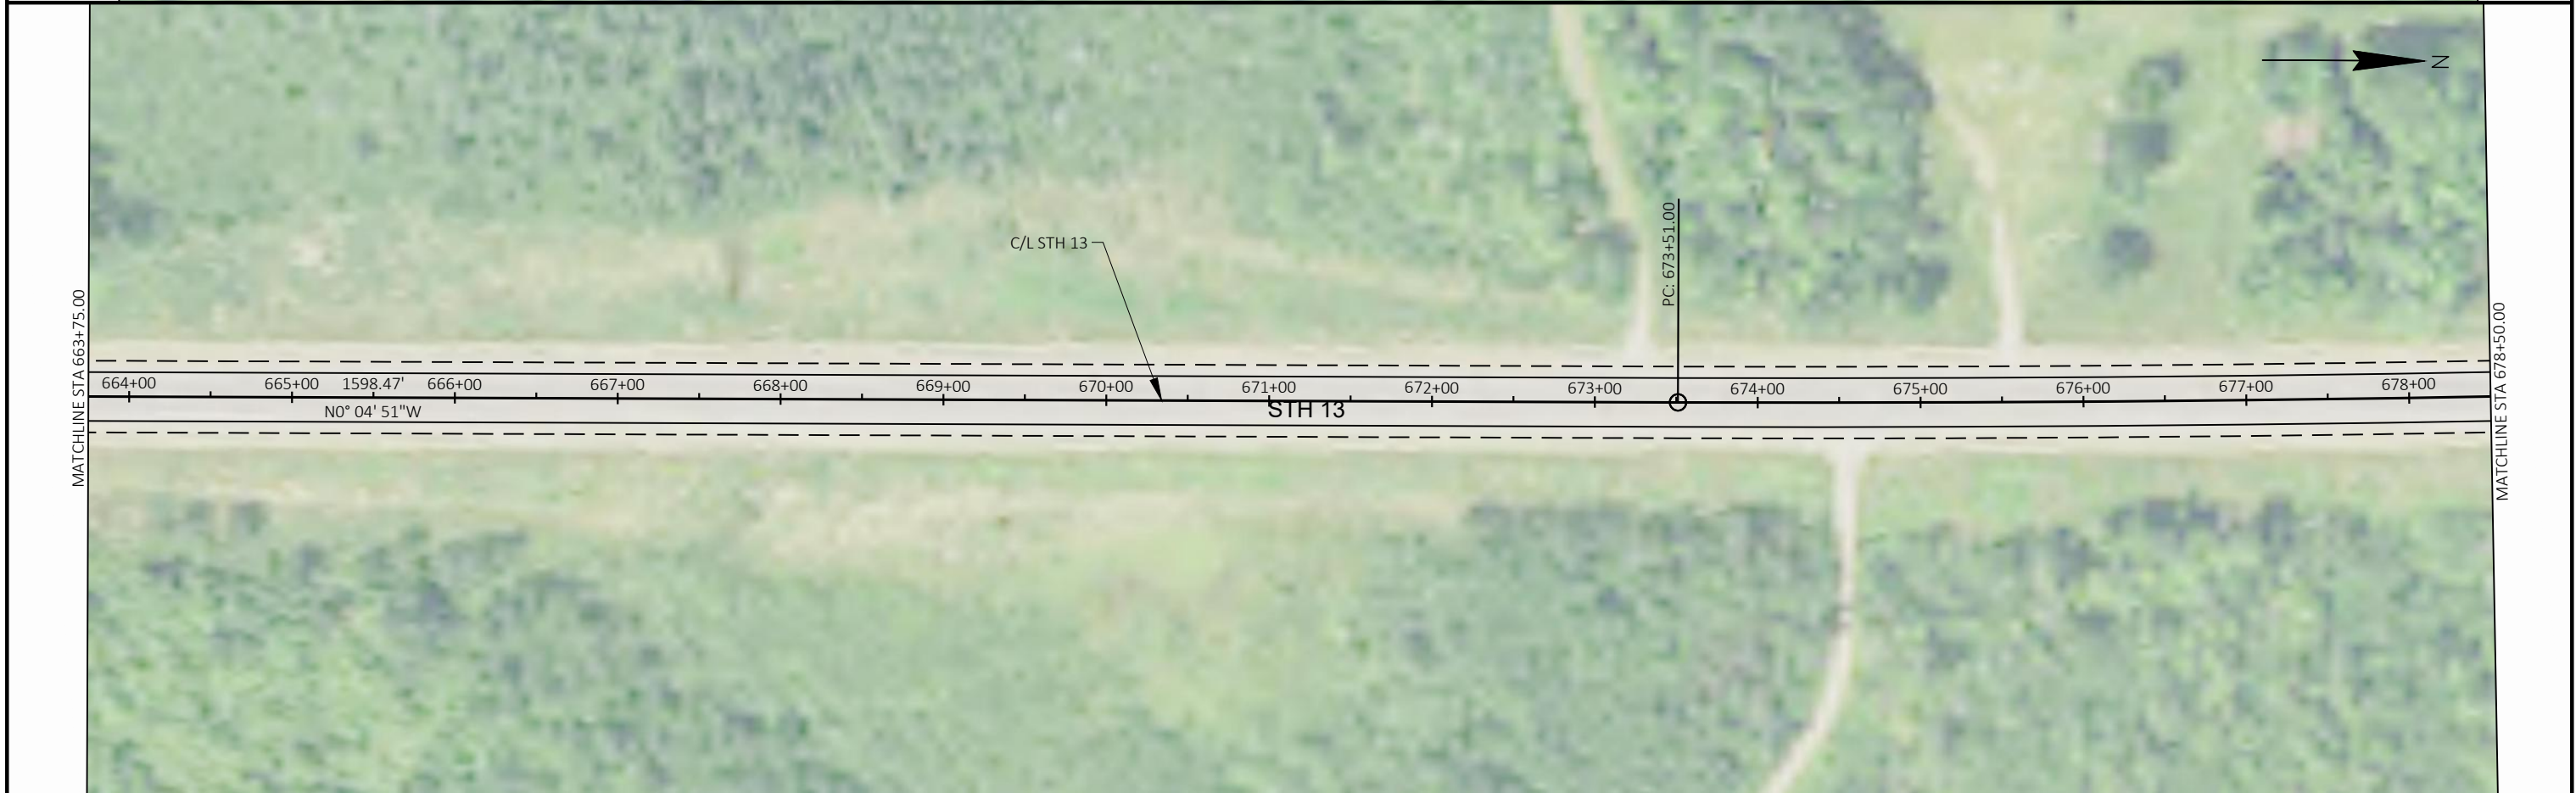 N
C/L STH 13
PC: 673+51.00
MATCHLINE STA 663+75.00
664+00
665+00
1598.47'
666+00
667+00
668+00
669+00
670+00
671+00
672+00
673+00
674+00
675+00
676+00
677+00
678+00
N0° 04' 51"W
STH 13
MATCHLINE STA 678+50.00